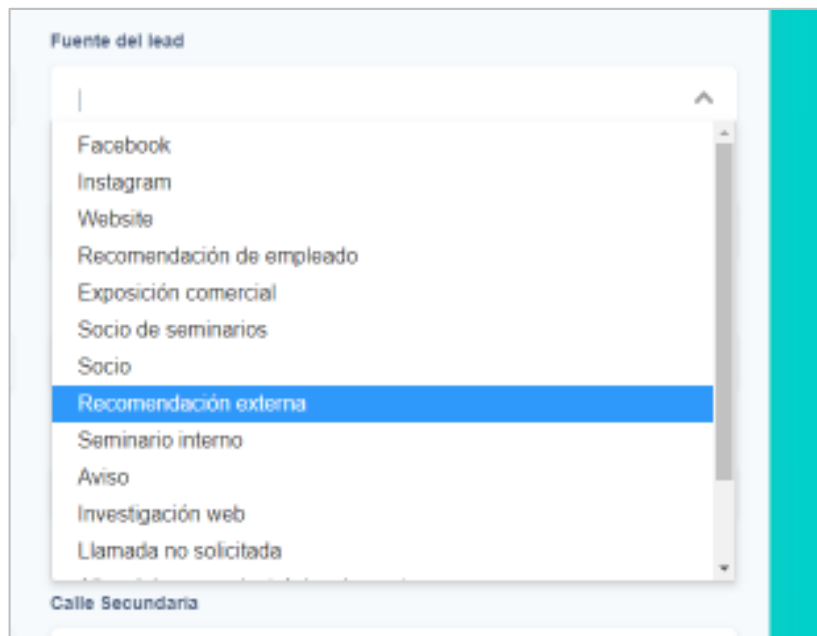 Fuente del lead
Facebook
Instagram
Website
Recomendación de empleado
Exposición comercial
Socio de seminarios
Socio
Recomendación externa
Seminario interno
Aviso
Investigación web
Llamada no solicitada
Calle Secundaria